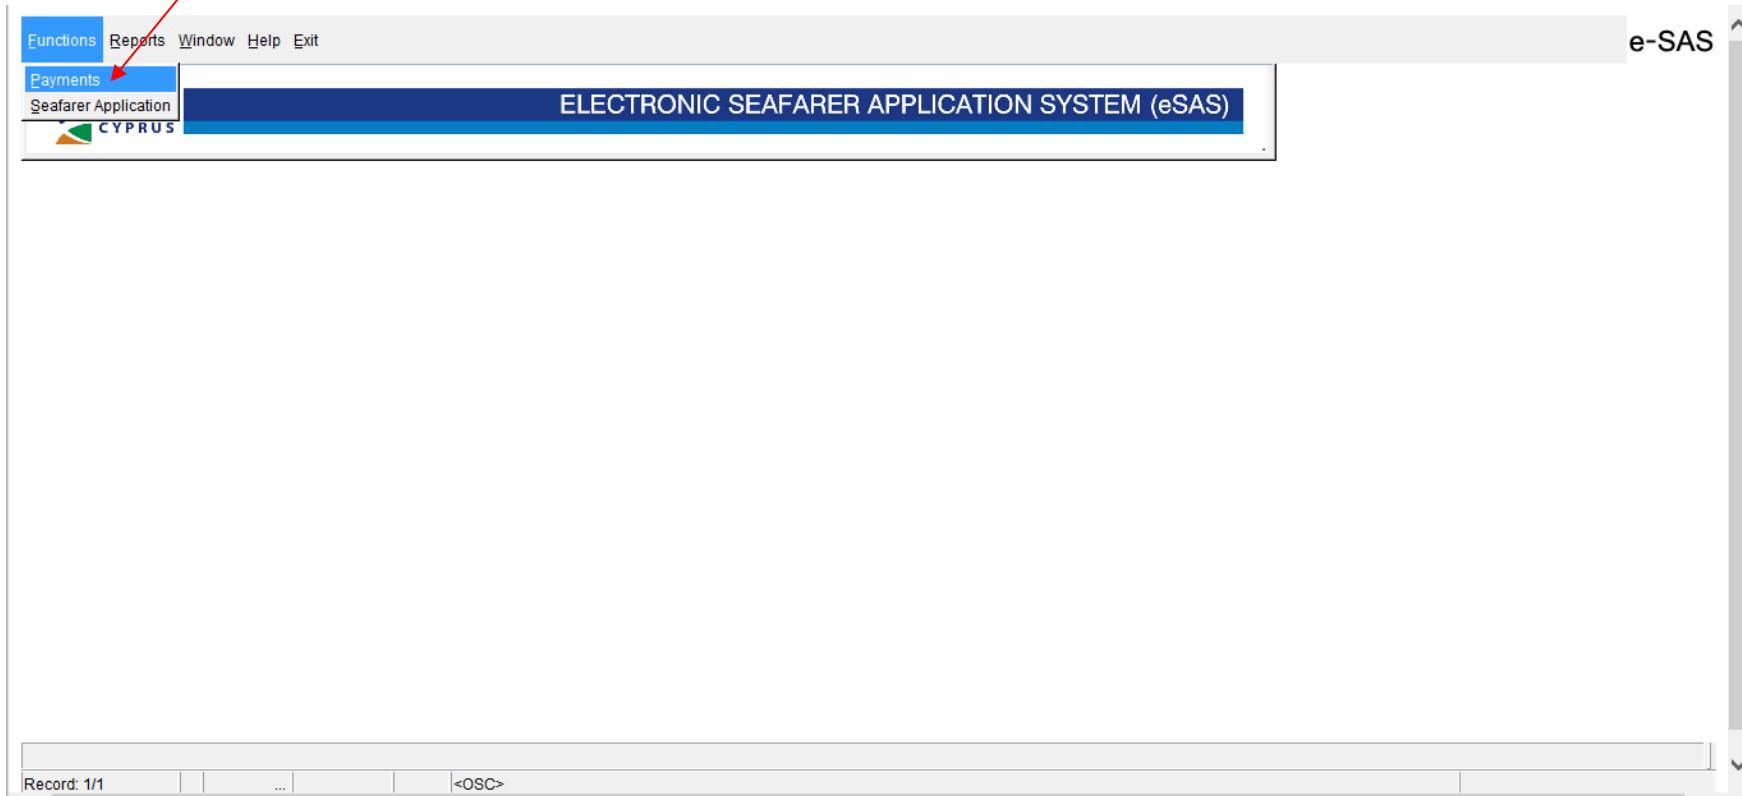 Functions Reports Window Help Exit
e-SAS
Payments
Seafarer Application
ELECTRONIC SEAFARER APPLICATION SYSTEM (eSAS)
CYPRUS
.
Record: 1/1 ... <OSC>